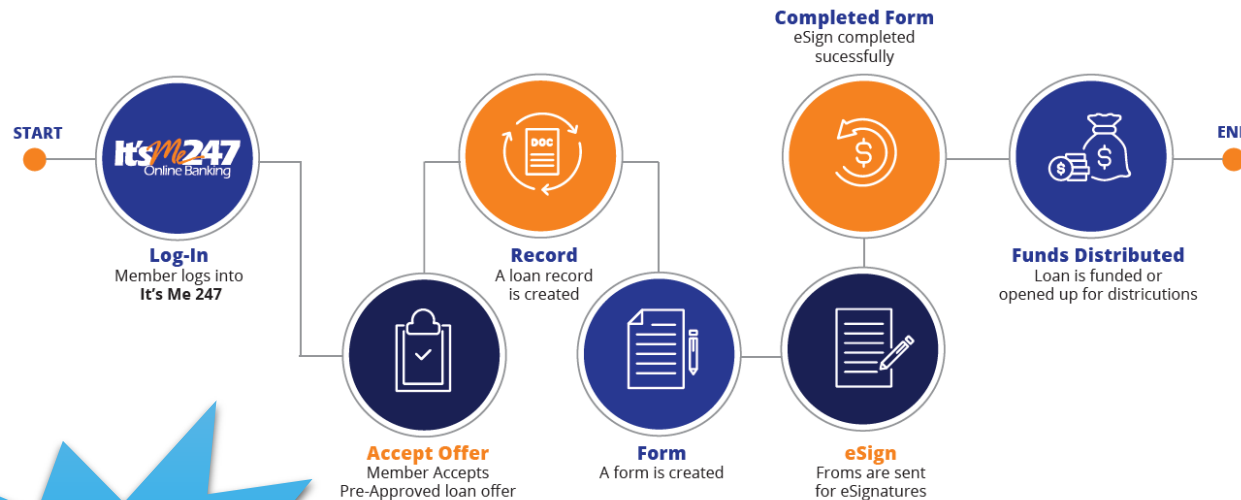 START
It'sMe247
Online Banking
Log-In
Member logs into
It's Me 247
Accept Offer
Member Accepts
Pre-Approved loan offer
DOC
Record
A loan record
is created
Form
A form is created
eSign
Froms are sent
for eSignatures
Completed Form
eSign completed
sucessfully
$
$
$
Funds Distributed
Loan is funded or
opened up for districutions